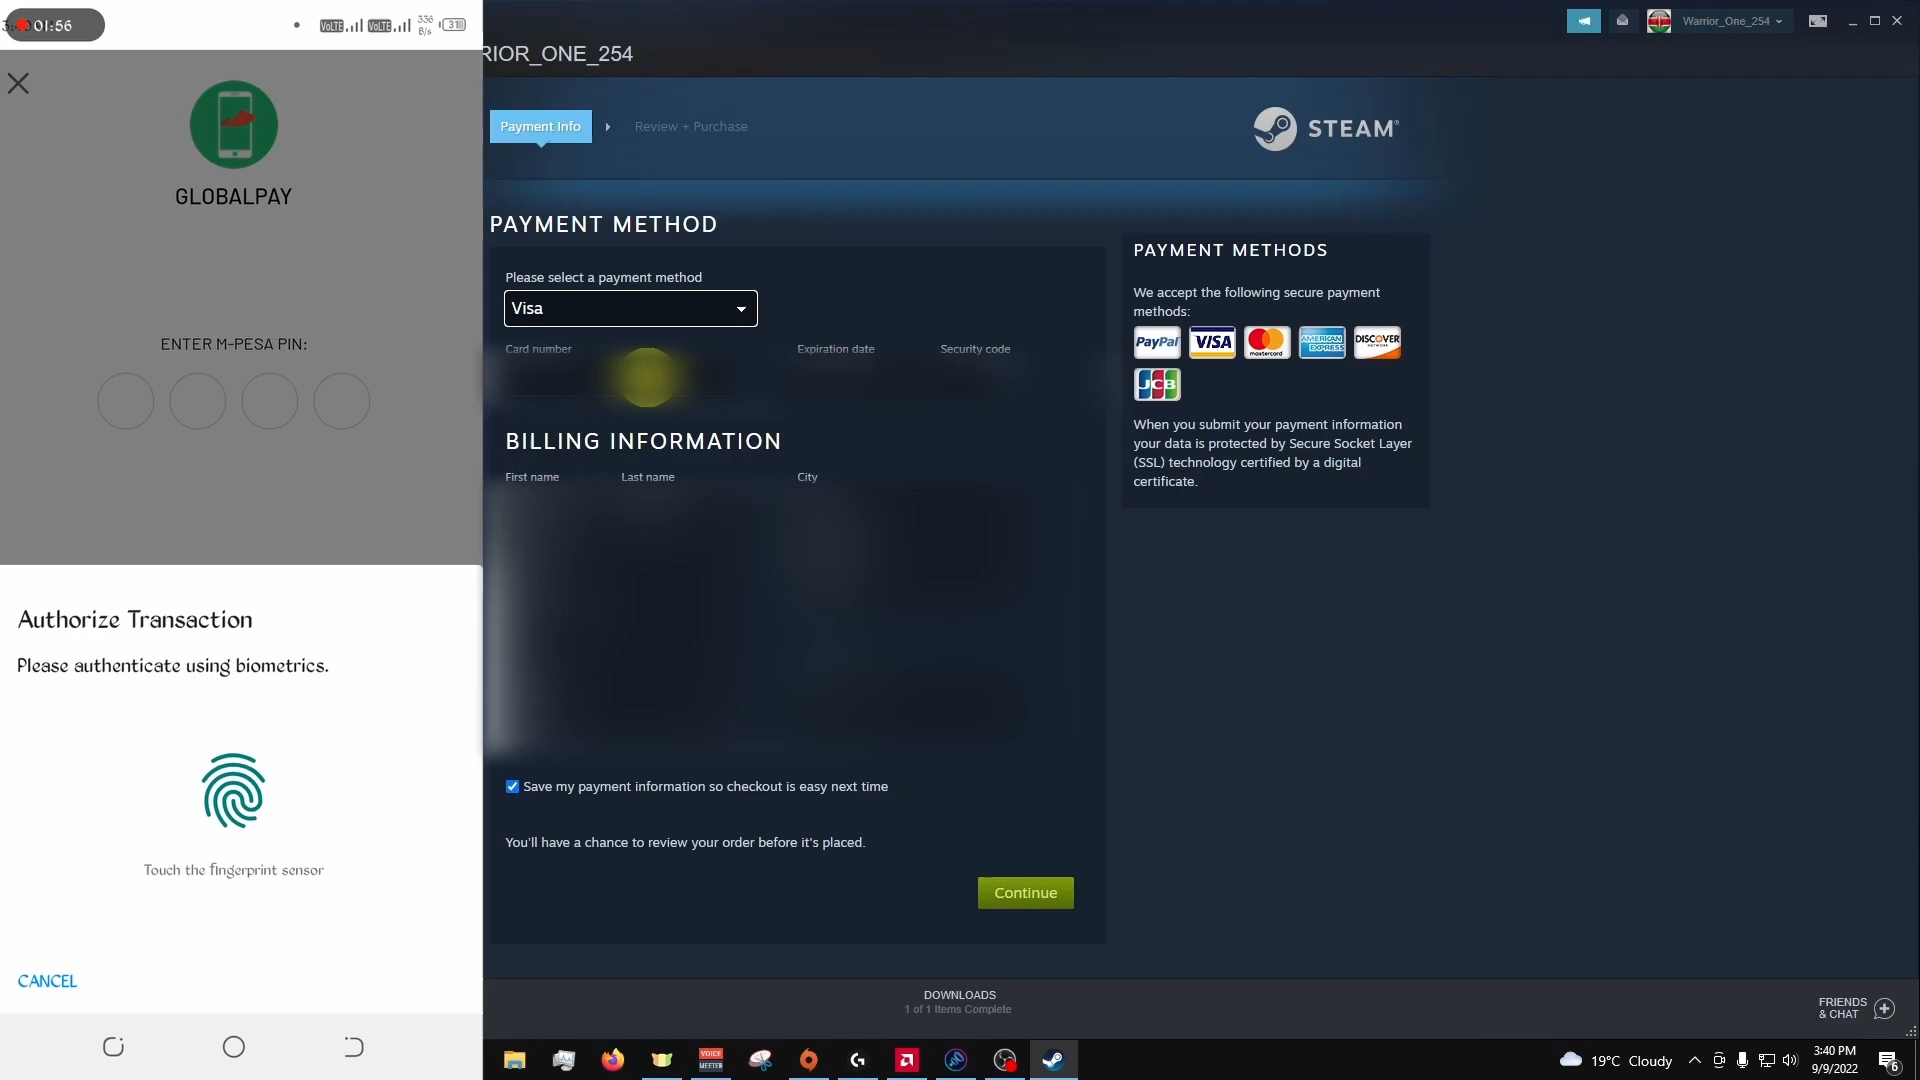 01:56
VoLTE
VoLTE
336
B/s
31
GLOBALPAY
ENTER M-PESA PIN:
Authorize Transaction
Please authenticate using biometrics.
Touch the fingerprint sensor
CANCEL
Warrior_One_254
RIOR_ONE_254
Payment Info
Review + Purchase
STEAM®
PAYMENT METHOD
Please select a payment method
Visa
Card number
Expiration date
Security code
BILLING INFORMATION
First name
Last name
City
Save my payment information so checkout is easy next time
You'll have a chance to review your order before it's placed.
Continue
PAYMENT METHODS
We accept the following secure payment
methods:
PayPal
VISA
mastercard
AMERICAN
EXPRESS
DISCOVER
NETWORK
JCB
When you submit your payment information
your data is protected by Secure Socket Layer
(SSL) technology certified by a digital
certificate.
DOWNLOADS
1 of 1 Items Complete
FRIENDS
& CHAT
VOICE
MEETER
19°C Cloudy
3:40 PM
9/9/2022
6